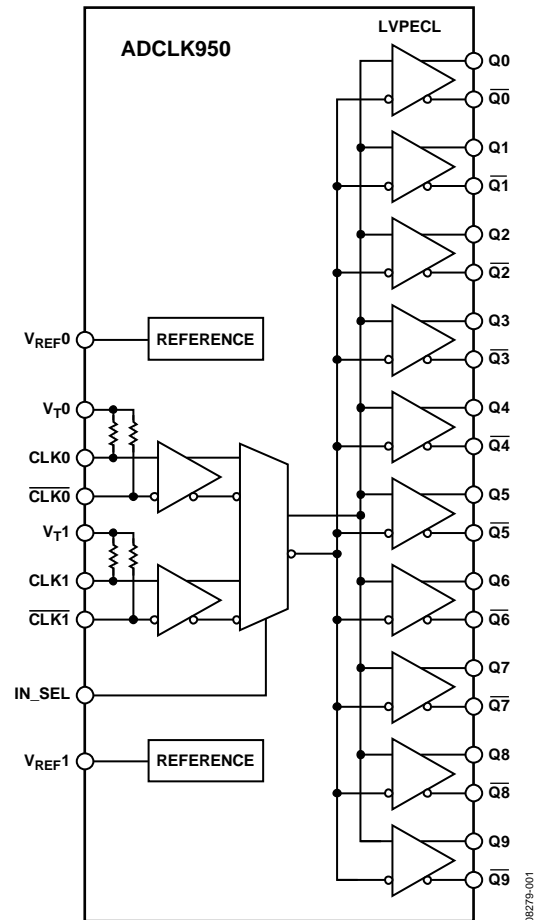 ADCLK950
LVPECL
Q0
Q0
Q1
Q1
Q2
Q2
Q3
Q3
Q4
Q4
Q5
Q5
Q6
Q6
Q7
Q7
Q8
Q8
Q9
Q9
VREF0
REFERENCE
VT0
CLK0
CLK0
VT1
CLK1
CLK1
IN_SEL
VREF1
REFERENCE
08279-001